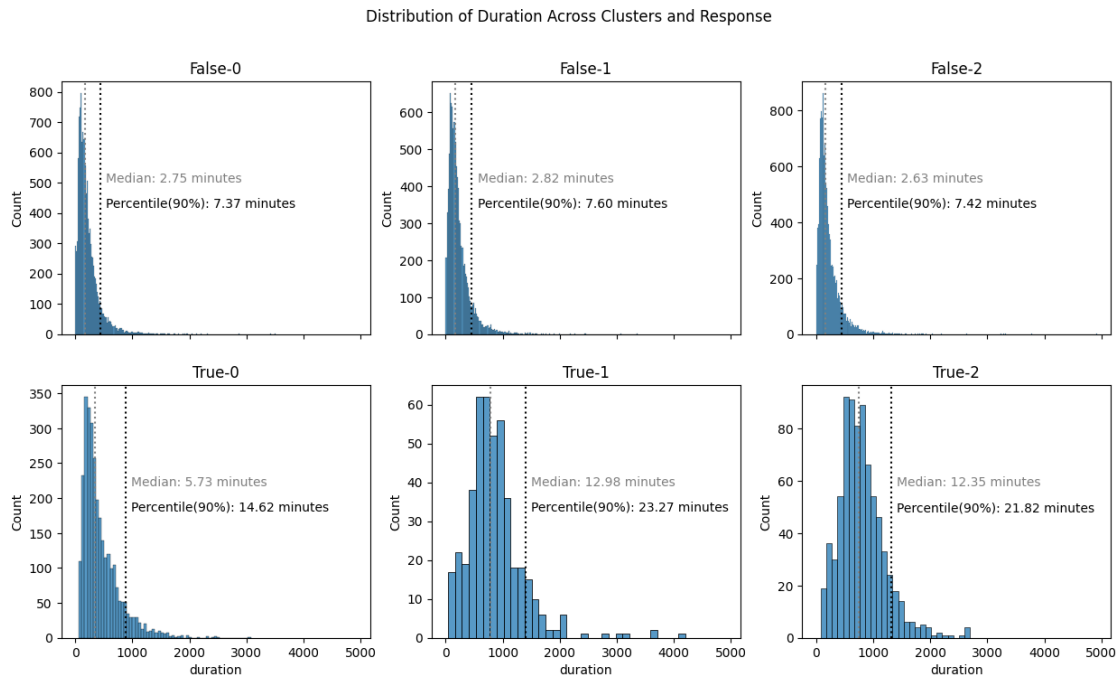 Distribution of Duration Across Clusters and Response
False-0
False-1
False-2
800
700
600
500
400
300
200
100
0
Count
Median: 2.75 minutes
Percentile(90%): 7.37 minutes
600
500
400
300
200
100
0
Count
Median: 2.82 minutes
Percentile(90%): 7.60 minutes
800
600
400
200
0
Count
Median: 2.63 minutes
Percentile(90%): 7.42 minutes
True-0
True-1
True-2
350
300
250
200
150
100
50
0
Count
Median: 5.73 minutes
Percentile(90%): 14.62 minutes
0 1000 2000 3000 4000 5000
duration
60
50
40
30
20
10
0
Count
Median: 12.98 minutes
Percentile(90%): 23.27 minutes
0 1000 2000 3000 4000 5000
duration
80
60
40
20
0
Count
Median: 12.35 minutes
Percentile(90%): 21.82 minutes
0 1000 2000 3000 4000 5000
duration